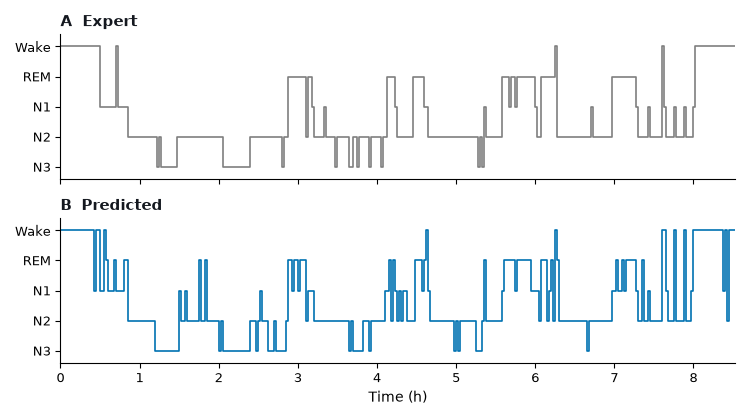 A Expert
Wake
REM
N1
N2
N3
B Predicted
Wake
REM
N1
N2
N3
0 1 2 3 4 5 6 7 8
Time (h)